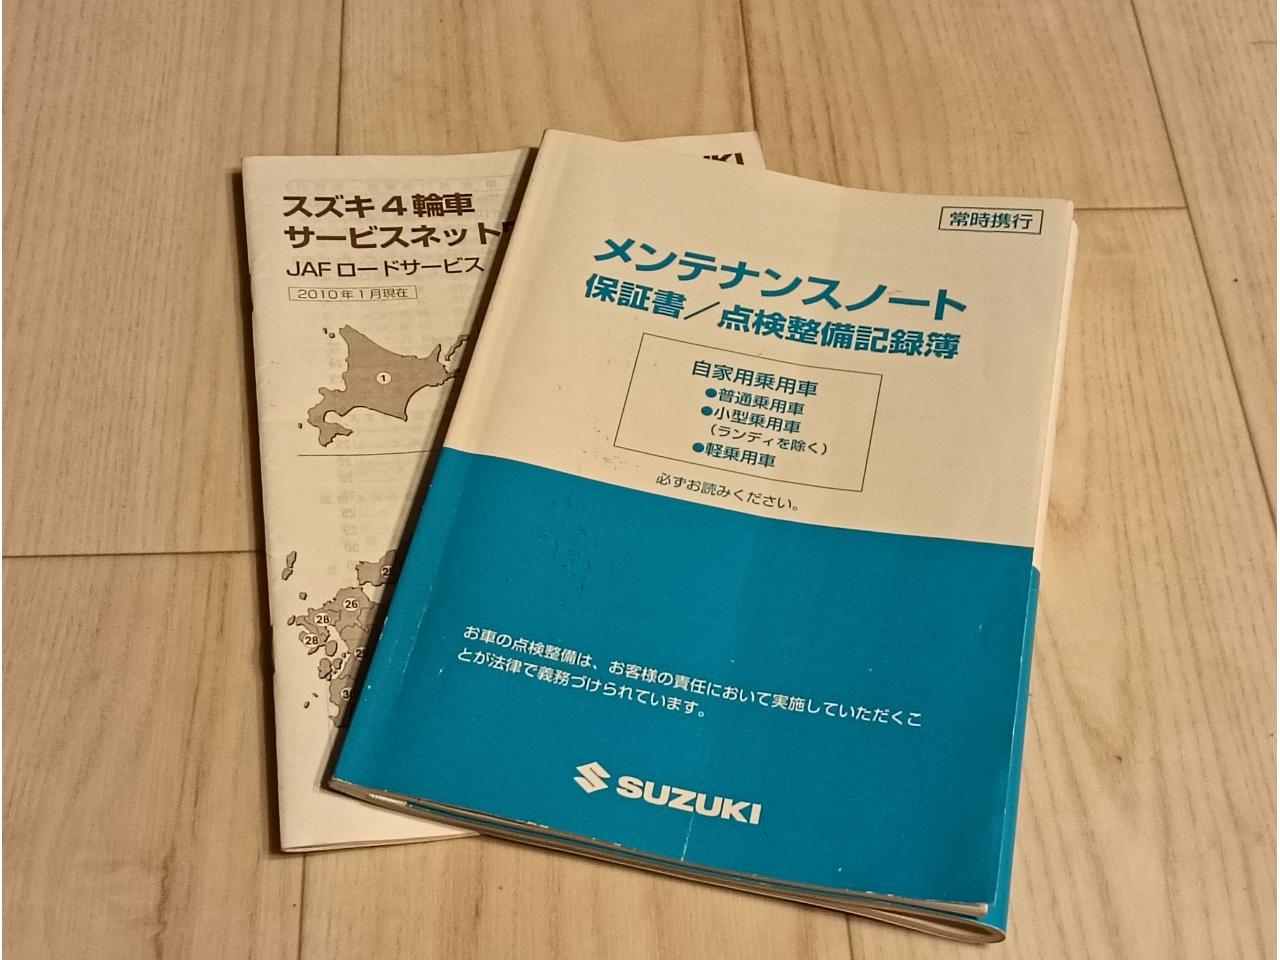 スズキ4輪車
サービスネット
JAFロードサービス
2010年1月現在
1
26
28
28
常時携行
メンテナンスノート
保証書／点検整備記録簿
自家用乗用車
●普通乗用車
●小型乗用車
（ランディを除く）
●軽乗用車
必ずお読みください。
お車の点検整備は、お客様の責任において実施していただくこ
とが法律で義務づけられています。
SUZUKI